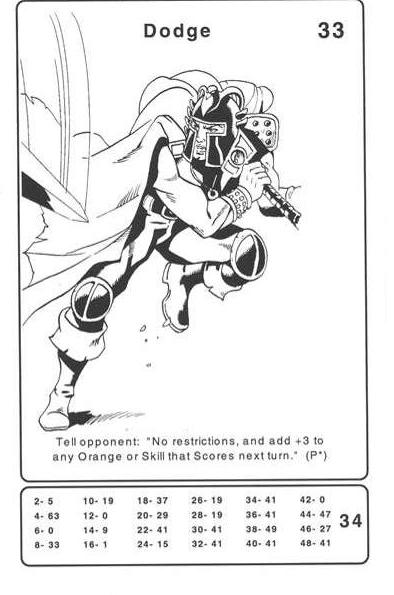 Dodge 33
Tell opponent: "No restrictions, and add +3 to
any Orange or Skill that Scores next turn." (P*)
2- 5 10- 19 18- 37 26- 19 34- 41 42- 0
4- 63 12- 0 20- 29 28- 19 36- 41 44- 47
6- 0 14- 9 22- 41 30- 41 38- 49 46- 27
8- 33 16- 1 24- 15 32- 41 40- 41 48- 41
34